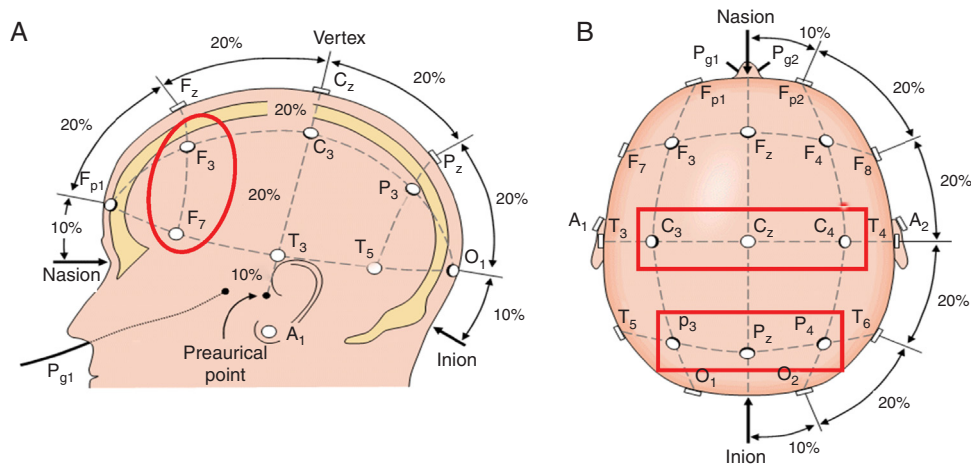 A
20%
Vertex
Cz
20%
Fz
20%
20%
C3
F3
Pz
Fp1
20%
P3
20%
F7
10%
T3
T5
O1
Nasion
10%
10%
A1
Preaurical
point
Inion
Pg1
B
Nasion
10%
Pg1
Pg2
Fp1
Fp2
20%
F7
F3
Fz
F4
F8
20%
A1
T3
C3
Cz
C4
T4
A2
20%
T5
p3
Pz
P4
T6
O1
O2
20%
10%
Inion